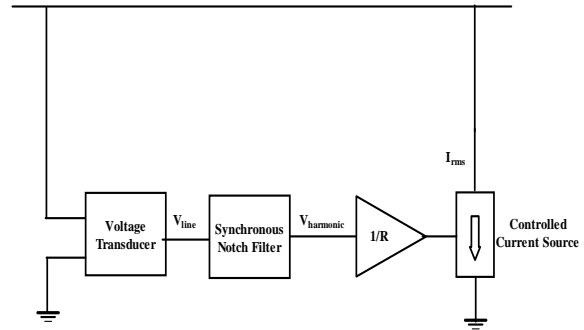 I_rms
Voltage
Transducer
V_line
Synchronous
Notch Filter
V_harmonic
1/R
Controlled
Current Source